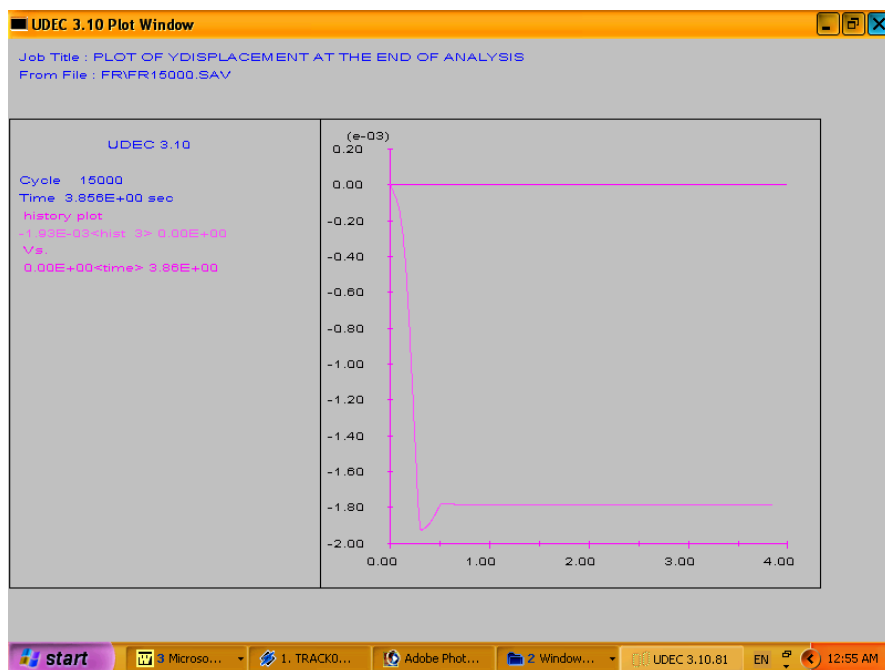 UDEC 3.10 Plot Window
Job Title : PLOT OF YDISPLACEMENT AT THE END OF ANALYSIS
From File : FR\FR15000.SAV
UDEC 3.10
Cycle 15000
Time 3.856E+00 sec
history plot
-1.93E-03<hist 3> 0.00E+00
Vs.
0.00E+00<time> 3.86E+00
(e-03)
0.20
0.00
-0.20
-0.40
-0.60
-0.80
-1.00
-1.20
-1.40
-1.60
-1.80
-2.00
0.00 1.00 2.00 3.00 4.00
start 3 Microso... 1. TRACK0... Adobe Phot... 2 Window... UDEC 3.10.81 EN 12:55 AM